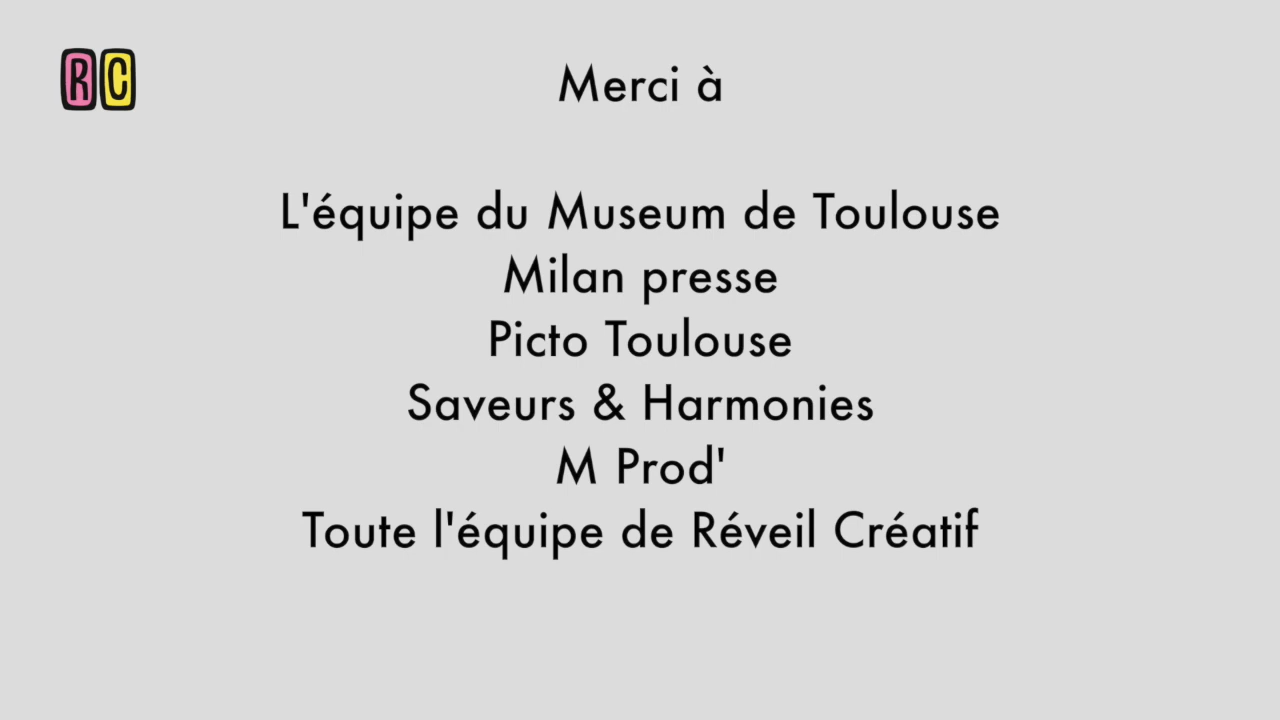 RC
Merci à
L'équipe du Museum de Toulouse
Milan presse
Picto Toulouse
Saveurs & Harmonies
M Prod'
Toute l'équipe de Réveil Créatif